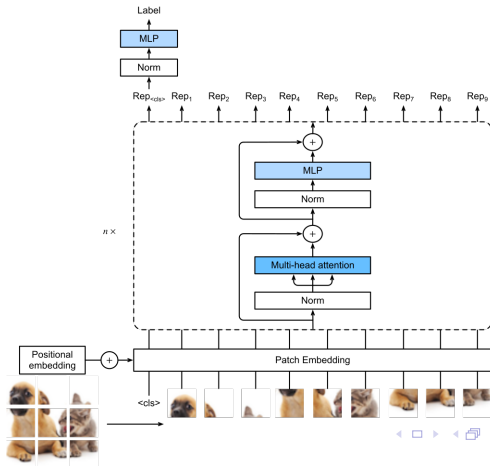 Label
MLP
Norm
Rep<cls> Rep1 Rep2 Rep3 Rep4 Rep5 Rep6 Rep7 Rep8 Rep9
+
MLP
Norm
n ×
+
Multi-head attention
Norm
Positional
embedding
+
Patch Embedding
<cls>